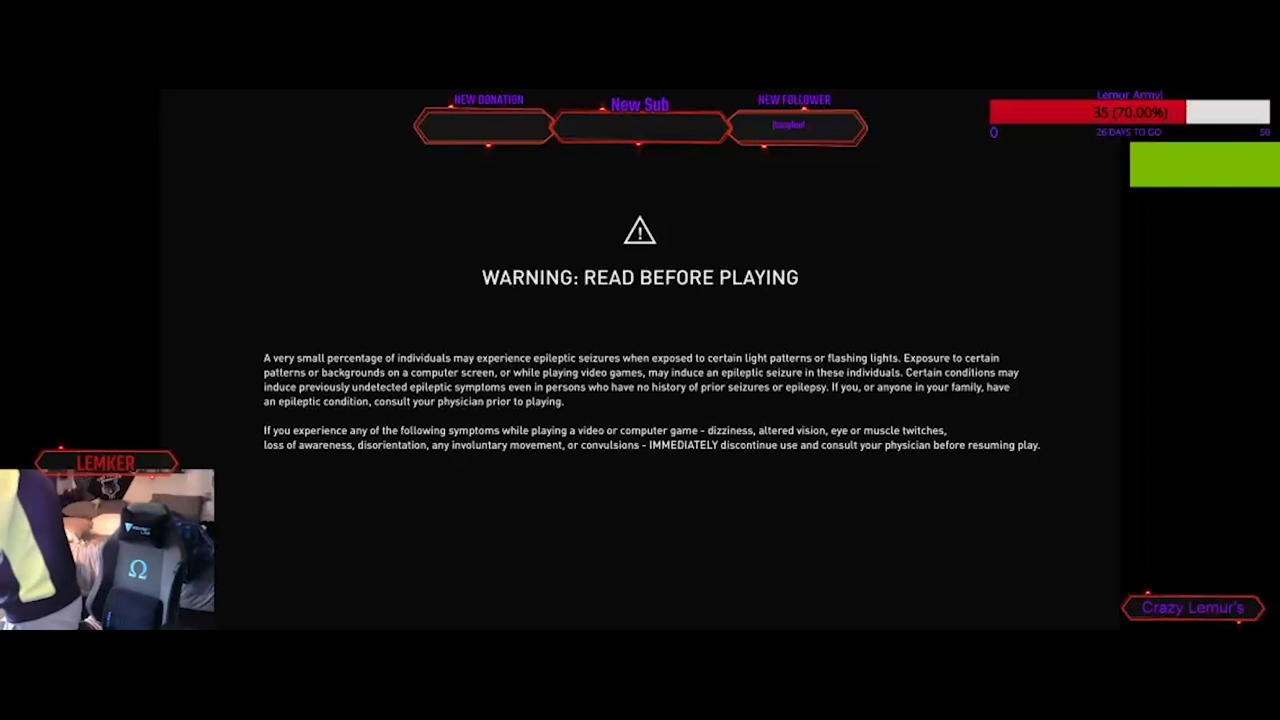 NEW DONATION
New Sub
NEW FOLLOWER
Lemur Army!
35 (70.00%)
0
26 DAYS TO GO
50
WARNING: READ BEFORE PLAYING
A very small percentage of individuals may experience epileptic seizures when exposed to certain light patterns or flashing lights. Exposure to certain
patterns or backgrounds on a computer screen, or while playing video games, may induce an epileptic seizure in these individuals. Certain conditions may
induce previously undetected epileptic symptoms even in persons who have no history of prior seizures or epilepsy. If you, or anyone in your family, have
an epileptic condition, consult your physician prior to playing.
If you experience any of the following symptoms while playing a video or computer game - dizziness, altered vision, eye or muscle twitches,
loss of awareness, disorientation, any involuntary movement, or convulsions - IMMEDIATELY discontinue use and consult your physician before resuming play.
LEMKER
Ω
Crazy Lemur's